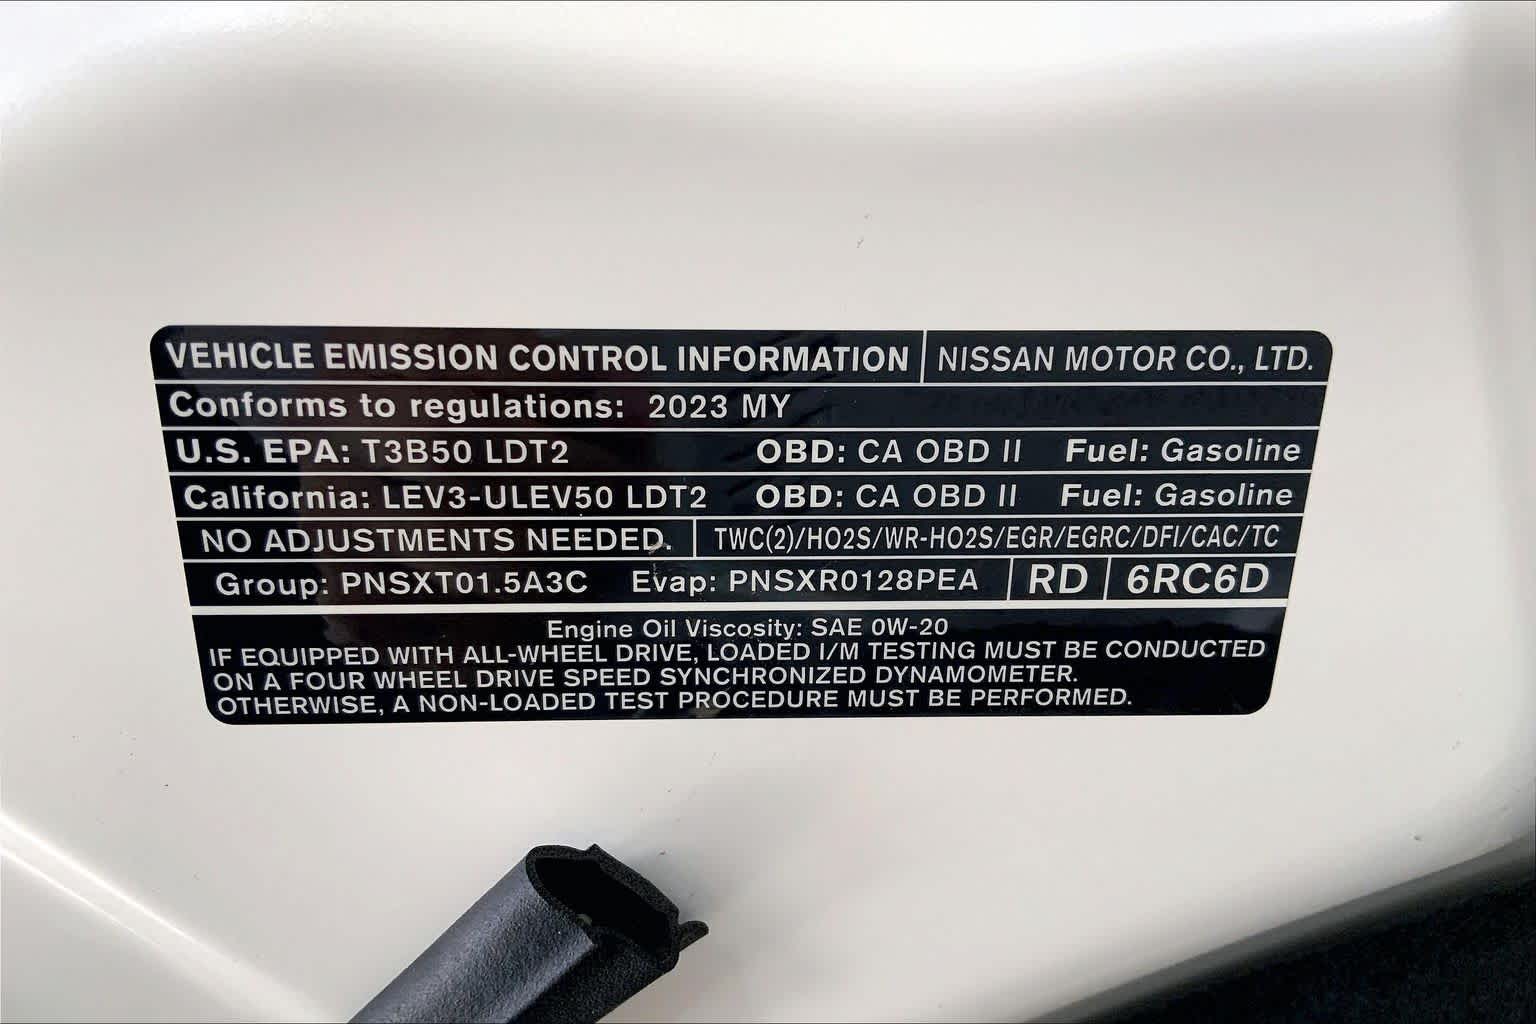 VEHICLE EMISSION CONTROL INFORMATION NISSAN MOTOR CO., LTD.
Conforms to regulations: 2023 MY
U.S. EPA: T3B50 LDT2 OBD: CA OBD II Fuel: Gasoline
California: LEV3-ULEV50 LDT2 OBD: CA OBD II Fuel: Gasoline
NO ADJUSTMENTS NEEDED. TWC(2)/HO2S/WR-HO2S/EGR/EGRC/DFI/CAC/TC
Group: PNSXT01.5A3C Evap: PNSXR0128PEA RD 6RC6D
Engine Oil Viscosity: SAE 0W-20
IF EQUIPPED WITH ALL-WHEEL DRIVE, LOADED I/M TESTING MUST BE CONDUCTED
ON A FOUR WHEEL DRIVE SPEED SYNCHRONIZED DYNAMOMETER.
OTHERWISE, A NON-LOADED TEST PROCEDURE MUST BE PERFORMED.